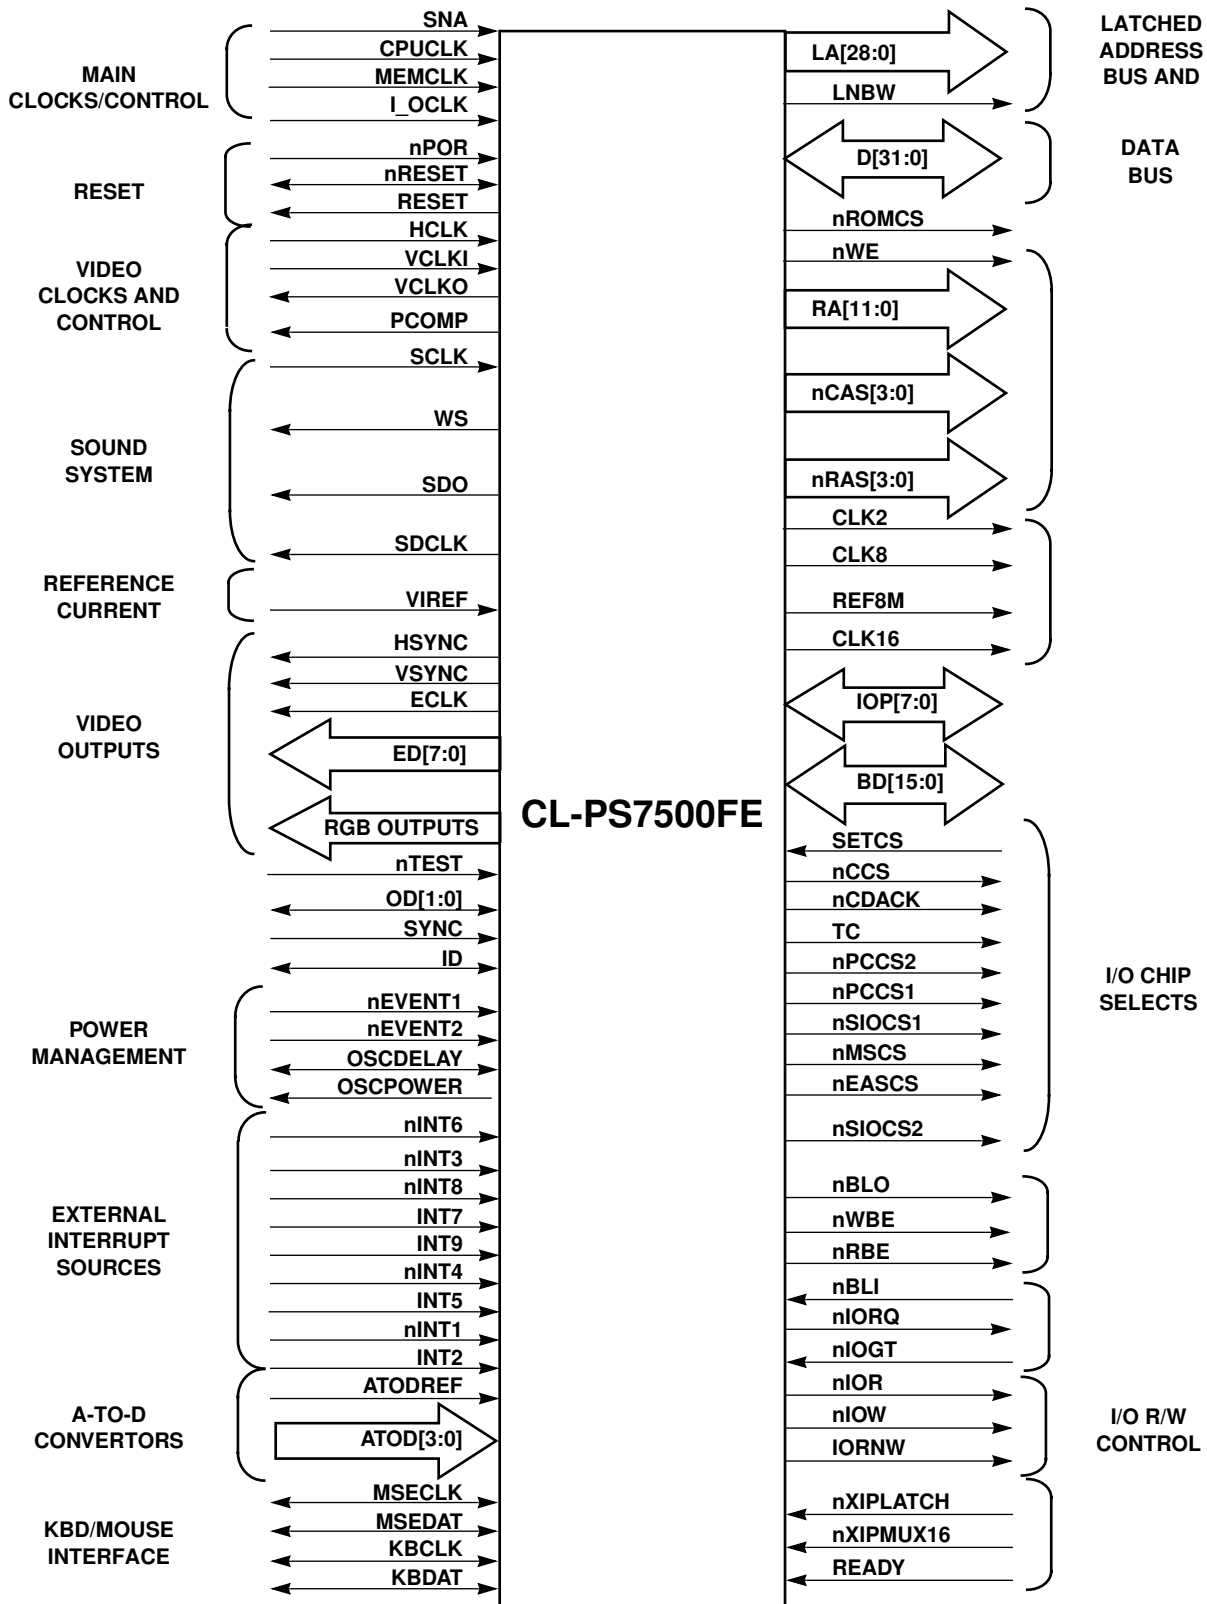 MAIN
CLOCKS/CONTROL
SNA
CPUCLK
MEMCLK
I_OCLK
RESET
nPOR
nRESET
RESET
VIDEO
CLOCKS AND
CONTROL
HCLK
VCLKI
VCLKO
PCOMP
SOUND
SYSTEM
SCLK
WS
SDO
SDCLK
REFERENCE
CURRENT
VIREF
VIDEO
OUTPUTS
HSYNC
VSYNC
ECLK
ED[7:0]
RGB OUTPUTS
nTEST
OD[1:0]
SYNC
ID
POWER
MANAGEMENT
nEVENT1
nEVENT2
OSCDELAY
OSCPOWER
EXTERNAL
INTERRUPT
SOURCES
nINT6
nINT3
nINT8
INT7
INT9
nINT4
INT5
nINT1
INT2
A-TO-D
CONVERTORS
ATODREF
ATOD[3:0]
KBD/MOUSE
INTERFACE
MSECLK
MSEDAT
KBCLK
KBDAT
CL-PS7500FE
LA[28:0]
LNBW
LATCHED
ADDRESS
BUS AND
D[31:0]
DATA
BUS
nROMCS
nWE
RA[11:0]
nCAS[3:0]
nRAS[3:0]
CLK2
CLK8
REF8M
CLK16
IOP[7:0]
BD[15:0]
SETCS
nCCS
nCDACK
TC
nPCCS2
nPCCS1
nSIOCS1
nMSCS
nEASCS
nSIOCS2
I/O CHIP
SELECTS
nBLO
nWBE
nRBE
nBLI
nIORQ
nIOGT
nIOR
nIOW
IORNW
I/O R/W
CONTROL
nXIPLATCH
nXIPMUX16
READY